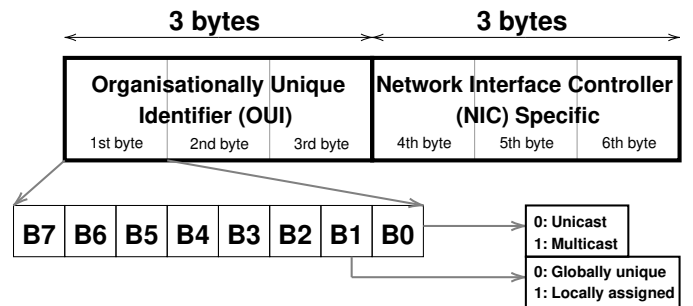 3 bytes 3 bytes
Organisationally Unique Network Interface Controller
Identifier (OUI) (NIC) Specific
1st byte 2nd byte 3rd byte 4th byte 5th byte 6th byte
B7 B6 B5 B4 B3 B2 B1 B0
0: Unicast
1: Multicast
0: Globally unique
1: Locally assigned